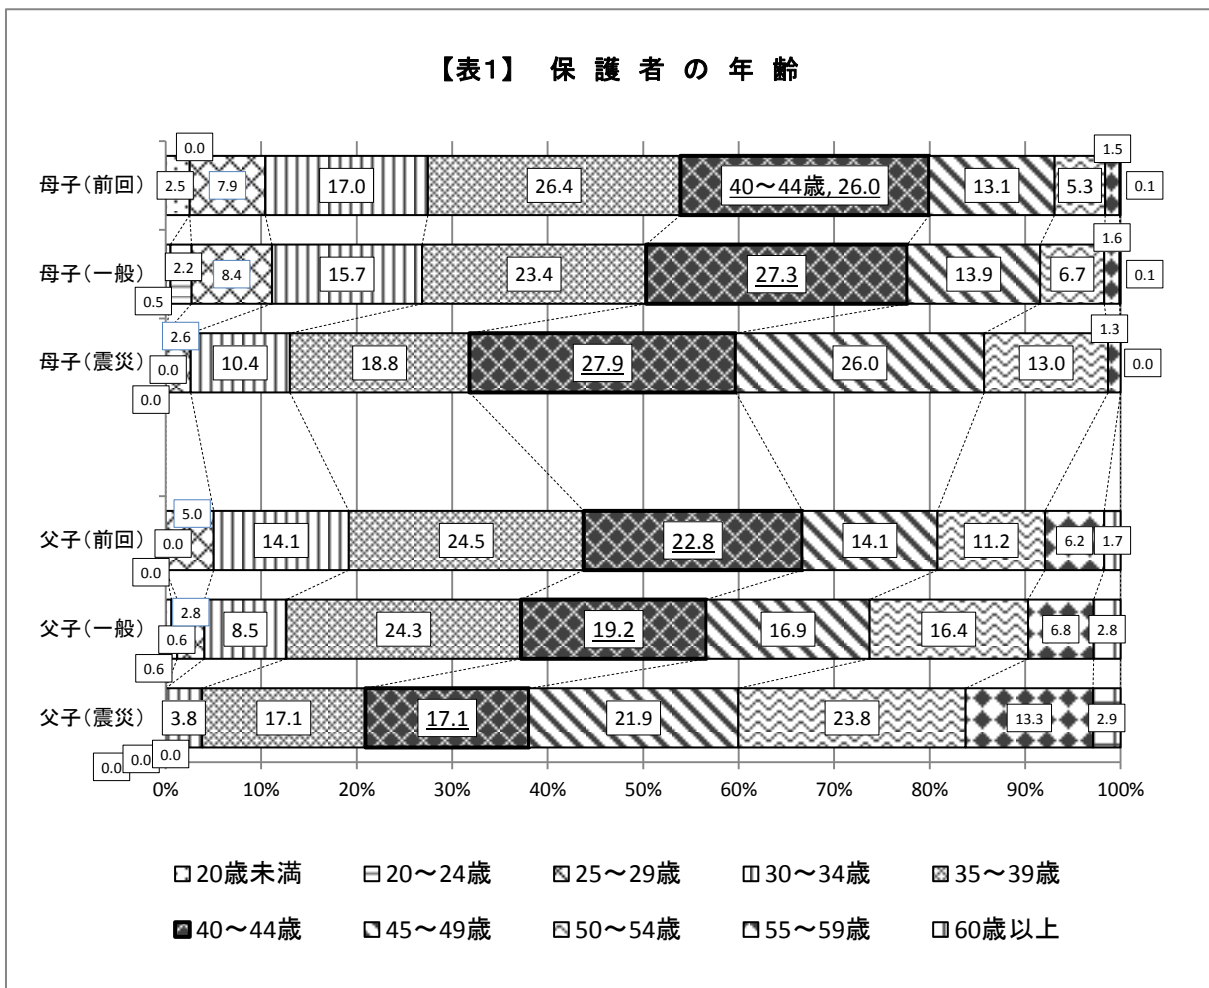 【表1】 保 護 者 の 年 齢
母子(前回) 2.5 0.0 7.9 17.0 26.4 40～44歳, 26.0 13.1 5.3 1.5 0.1
母子(一般) 0.5 2.2 8.4 15.7 23.4 27.3 13.9 6.7 1.6 0.1
母子(震災) 0.0 0.0 2.6 10.4 18.8 27.9 26.0 13.0 1.3 0.0
父子(前回) 0.0 0.0 5.0 14.1 24.5 22.8 14.1 11.2 6.2 1.7
父子(一般) 0.6 0.6 2.8 8.5 24.3 19.2 16.9 16.4 6.8 2.8
父子(震災) 0.0 0.0 0.0 3.8 17.1 17.1 21.9 23.8 13.3 2.9
0% 10% 20% 30% 40% 50% 60% 70% 80% 90% 100%
20歳未満 20～24歳 25～29歳 30～34歳 35～39歳
40～44歳 45～49歳 50～54歳 55～59歳 60歳以上